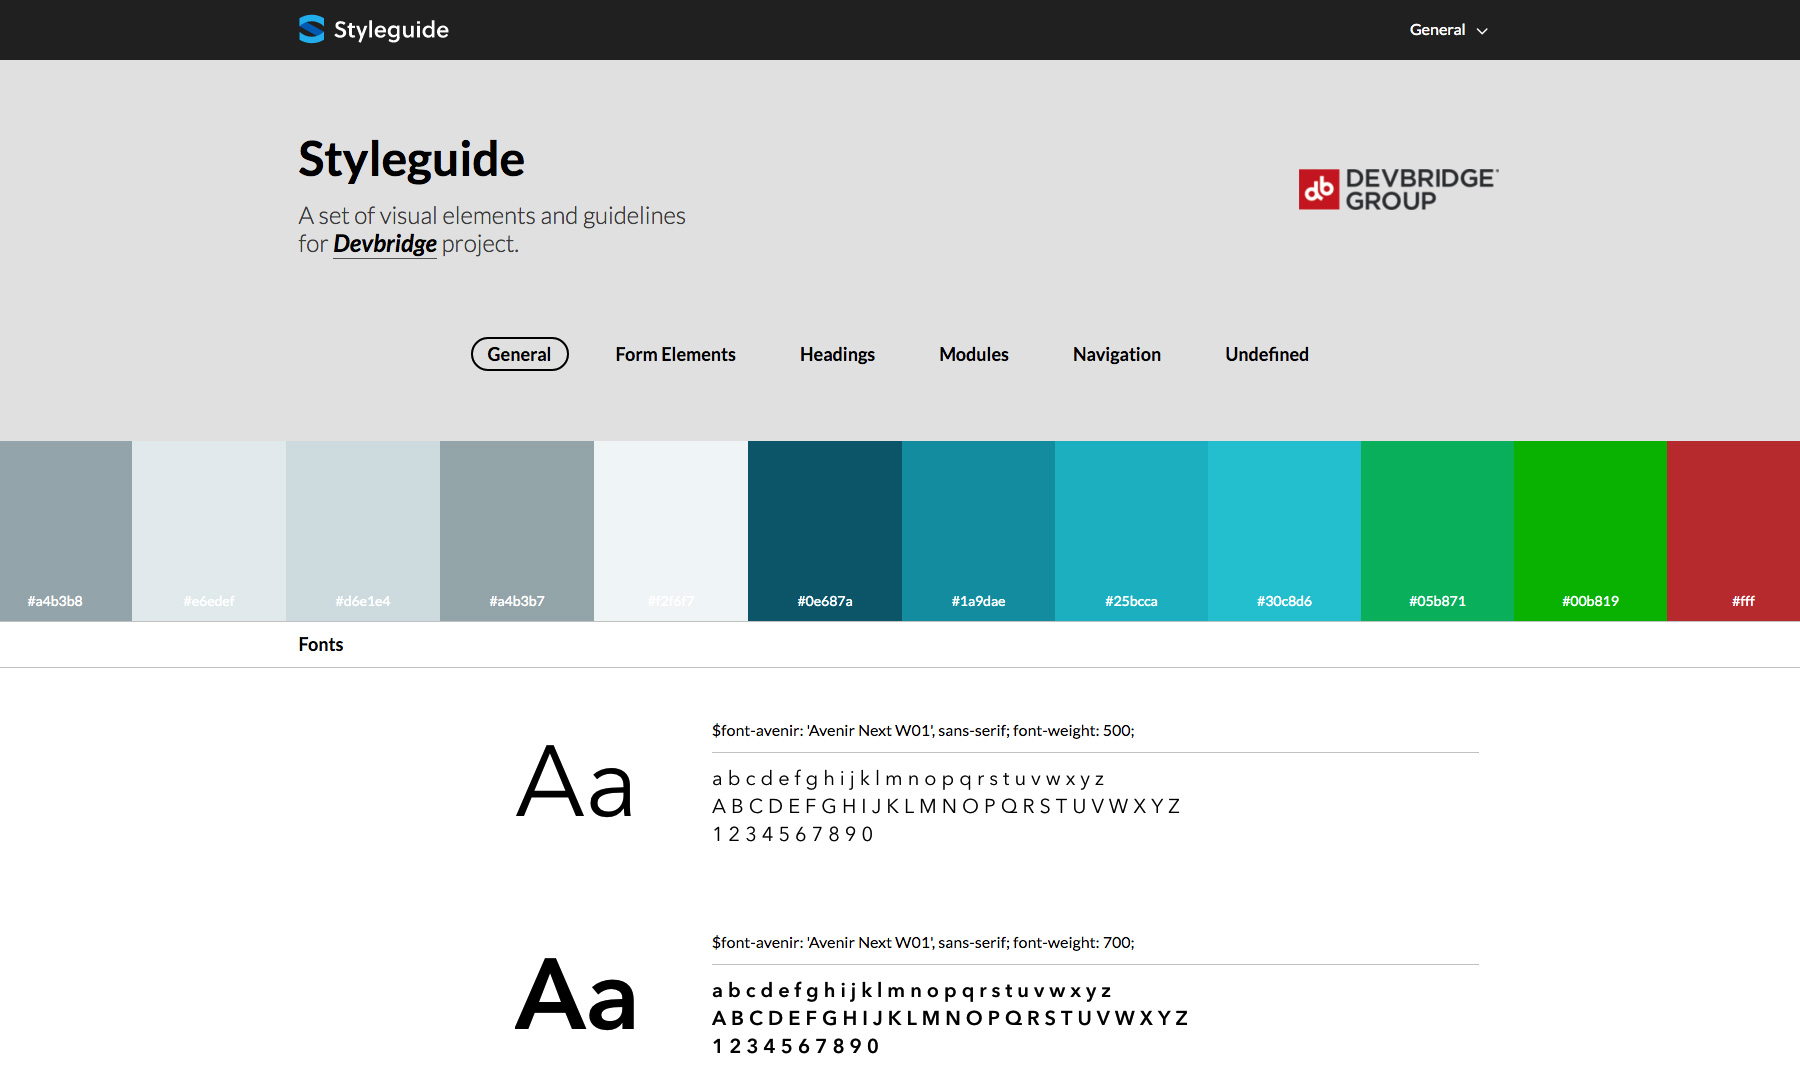 Styleguide
General
Styleguide
A set of visual elements and guidelines
for Devbridge project.
db DEVBRIDGE
GROUP
General
Form Elements
Headings
Modules
Navigation
Undefined
#a4b3b8
#e6edef
#d6e1e4
#a4b3b7
#f2f6f7
#0e687a
#1a9dae
#25bcca
#30c8d6
#05b871
#00b819
#fff
Fonts
Aa
$font-avenir: 'Avenir Next W01', sans-serif; font-weight: 500;
a b c d e f g h i j k l m n o p q r s t u v w x y z
A B C D E F G H I J K L M N O P Q R S T U V W X Y Z
1 2 3 4 5 6 7 8 9 0
Aa
$font-avenir: 'Avenir Next W01', sans-serif; font-weight: 700;
a b c d e f g h i j k l m n o p q r s t u v w x y z
A B C D E F G H I J K L M N O P Q R S T U V W X Y Z
1 2 3 4 5 6 7 8 9 0